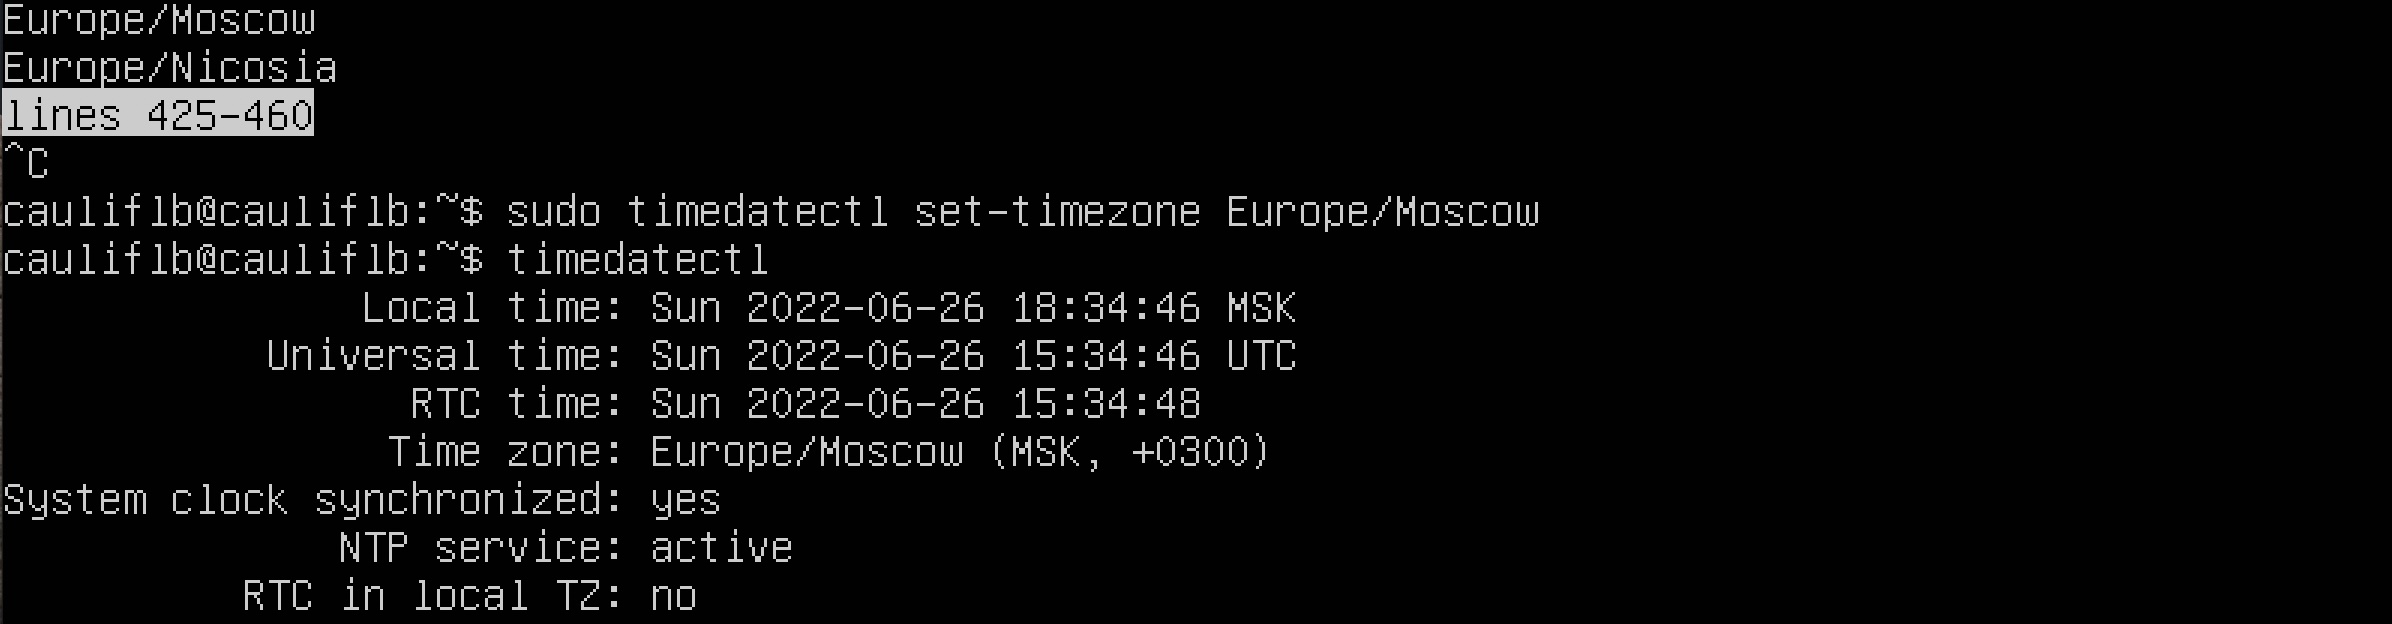 Europe/Moscow
Europe/Nicosia
lines 425-460
^C
cauliflb@cauliflb:~$ sudo timedatectl set-timezone Europe/Moscow
cauliflb@cauliflb:~$ timedatectl
Local time: Sun 2022-06-26 18:34:46 MSK
Universal time: Sun 2022-06-26 15:34:46 UTC
RTC time: Sun 2022-06-26 15:34:48
Time zone: Europe/Moscow (MSK, +0300)
System clock synchronized: yes
NTP service: active
RTC in local TZ: no